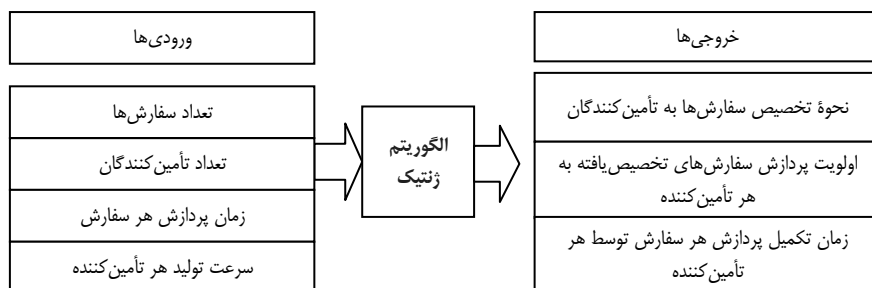 ورودی‌ها
تعداد سفارش‌ها
تعداد تأمین‌کنندگان
زمان پردازش هر سفارش
سرعت تولید هر تأمین‌کننده
الگوریتم
ژنتیک
خروجی‌ها
نحوۀ تخصیص سفارش‌ها به تأمین‌کنندگان
اولویت پردازش سفارش‌های تخصیص‌یافته به
هر تأمین‌کننده
زمان تکمیل پردازش هر سفارش توسط هر
تأمین‌کننده